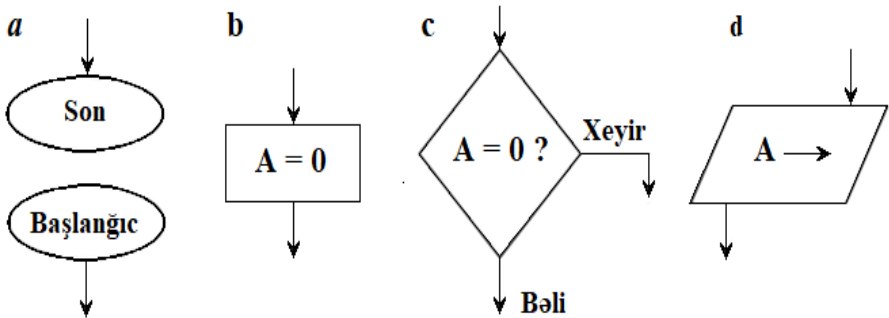 a
Son
Başlanğıc
b
A = 0
c
A = 0 ?
Xeyir
Bəli
d
A →